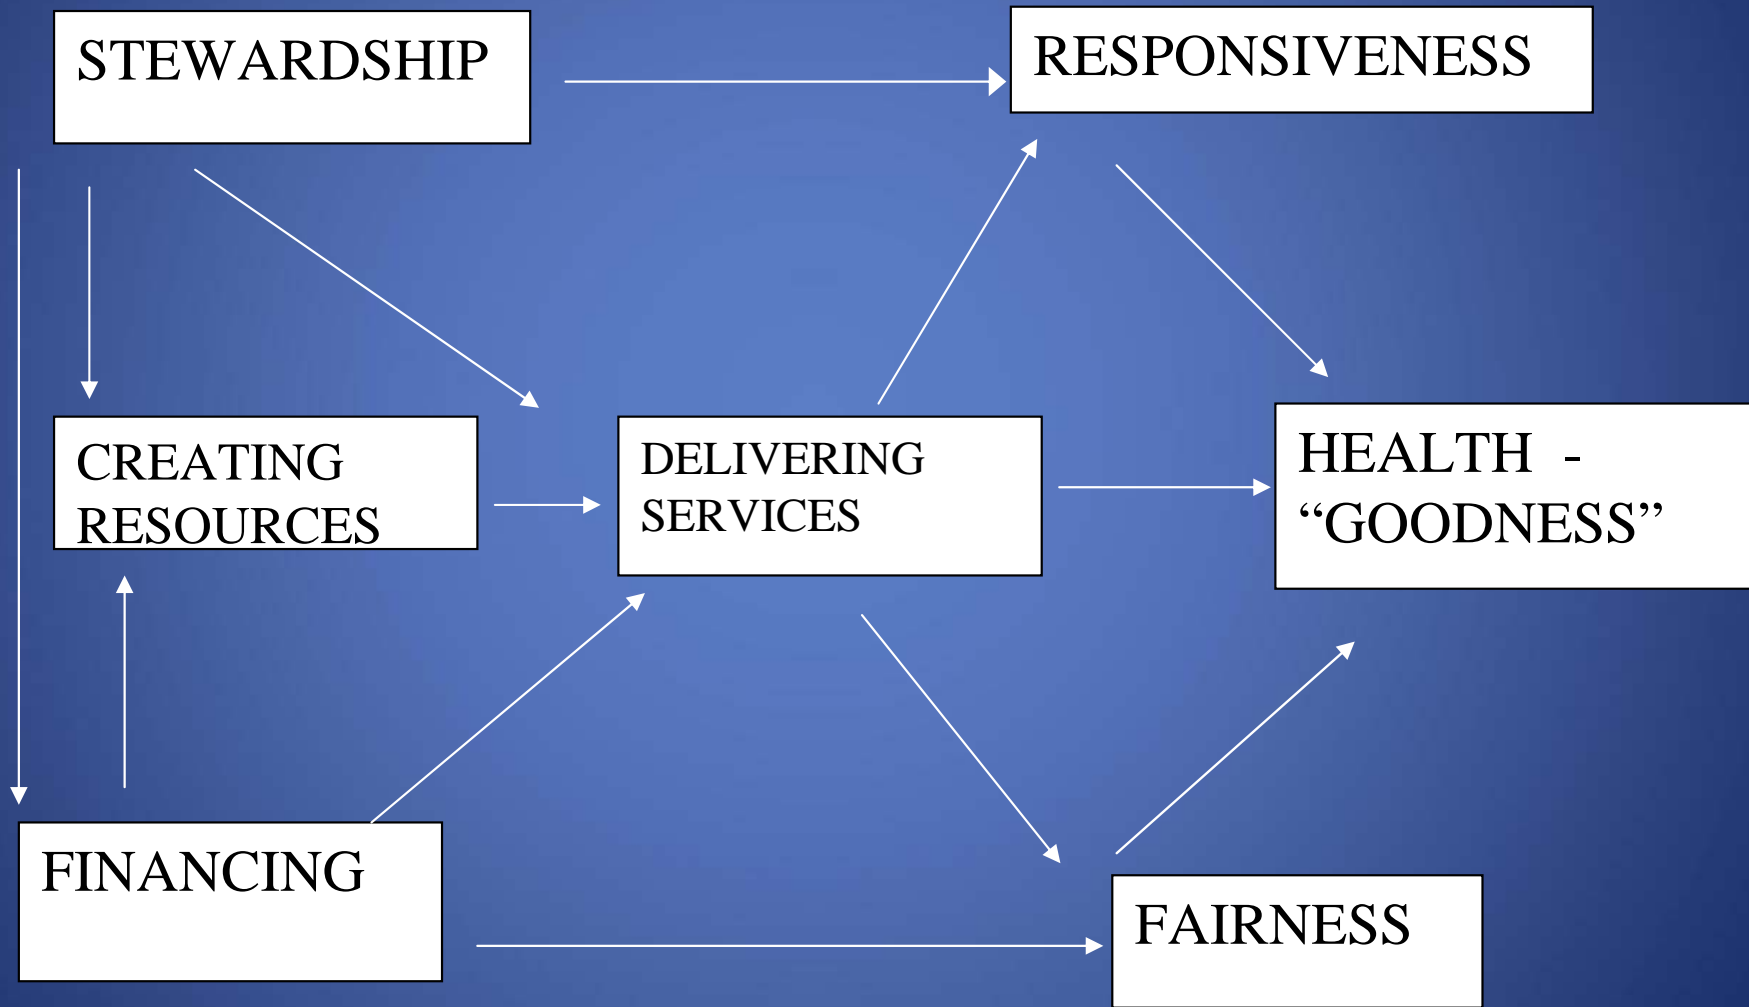 STEWARDSHIP
RESPONSIVENESS
CREATING
RESOURCES
DELIVERING
SERVICES
HEALTH -
“GOODNESS”
FINANCING
FAIRNESS